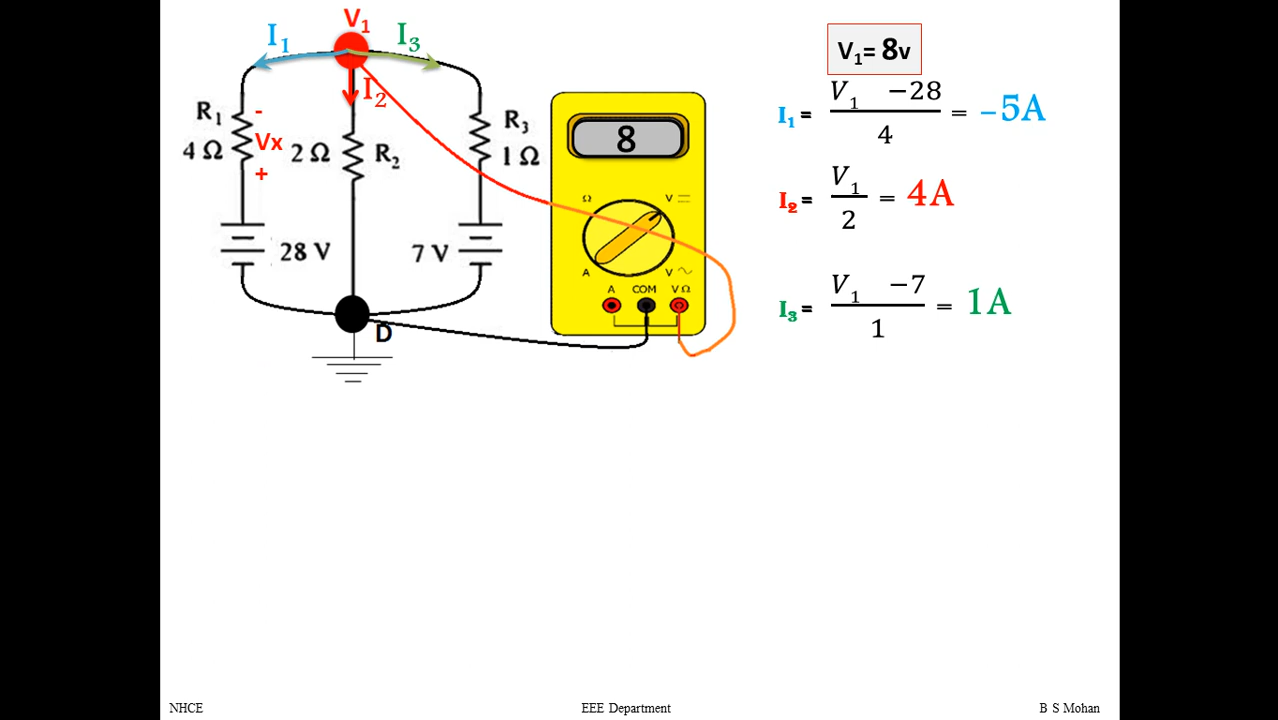 V₁
I₁
I₃
I₂
R₁
4 Ω
-
Vx
+
2 Ω
R₂
R₃
1 Ω
28 V
7 V
D
8
Ω
V
A
V
A COM V Ω
V₁= 8v
I₁ = V₁ −28 / 4 = −5A
I₂ = V₁ / 2 = 4A
I₃ = V₁ −7 / 1 = 1A
NHCE
EEE Department
B S Mohan